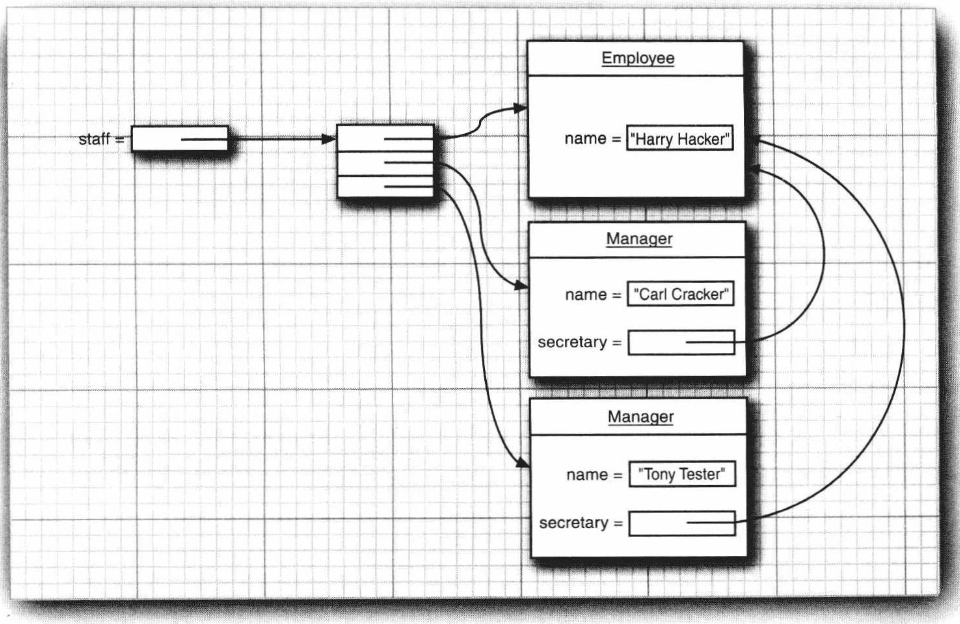 Employee
staff =
name = "Harry Hacker"
Manager
name = "Carl Cracker"
secretary =
Manager
name = "Tony Tester"
secretary =